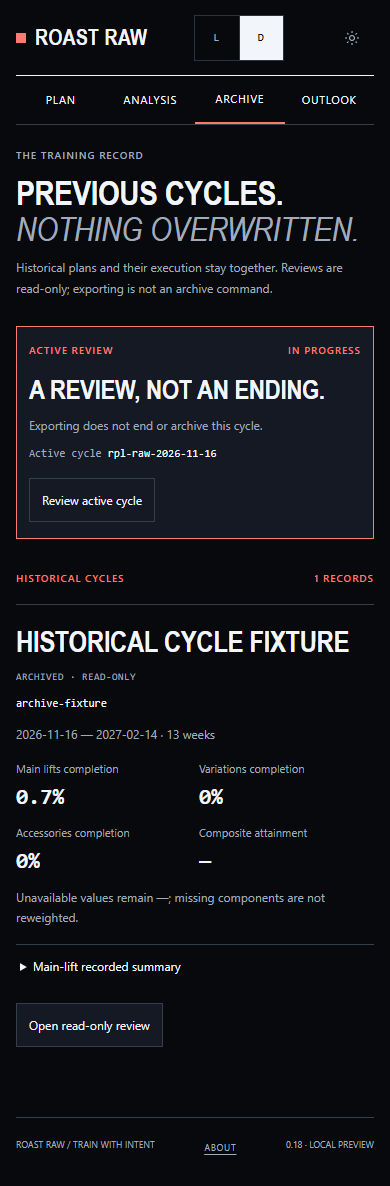 ROAST RAW
L D
PLAN ANALYSIS ARCHIVE OUTLOOK
THE TRAINING RECORD
PREVIOUS CYCLES.
NOTHING OVERWRITTEN.
Historical plans and their execution stay together. Reviews are
read-only; exporting is not an archive command.
ACTIVE REVIEW IN PROGRESS
A REVIEW, NOT AN ENDING.
Exporting does not end or archive this cycle.
Active cycle rpl-raw-2026-11-16
Review active cycle
HISTORICAL CYCLES 1 RECORDS
HISTORICAL CYCLE FIXTURE
ARCHIVED · READ-ONLY
archive-fixture
2026-11-16 — 2027-02-14 · 13 weeks
Main lifts completion Variations completion
0.7% 0%
Accessories completion Composite attainment
0% —
Unavailable values remain —; missing components are not
reweighted.
▶ Main-lift recorded summary
Open read-only review
ROAST RAW / TRAIN WITH INTENT ABOUT 0.18 · LOCAL PREVIEW